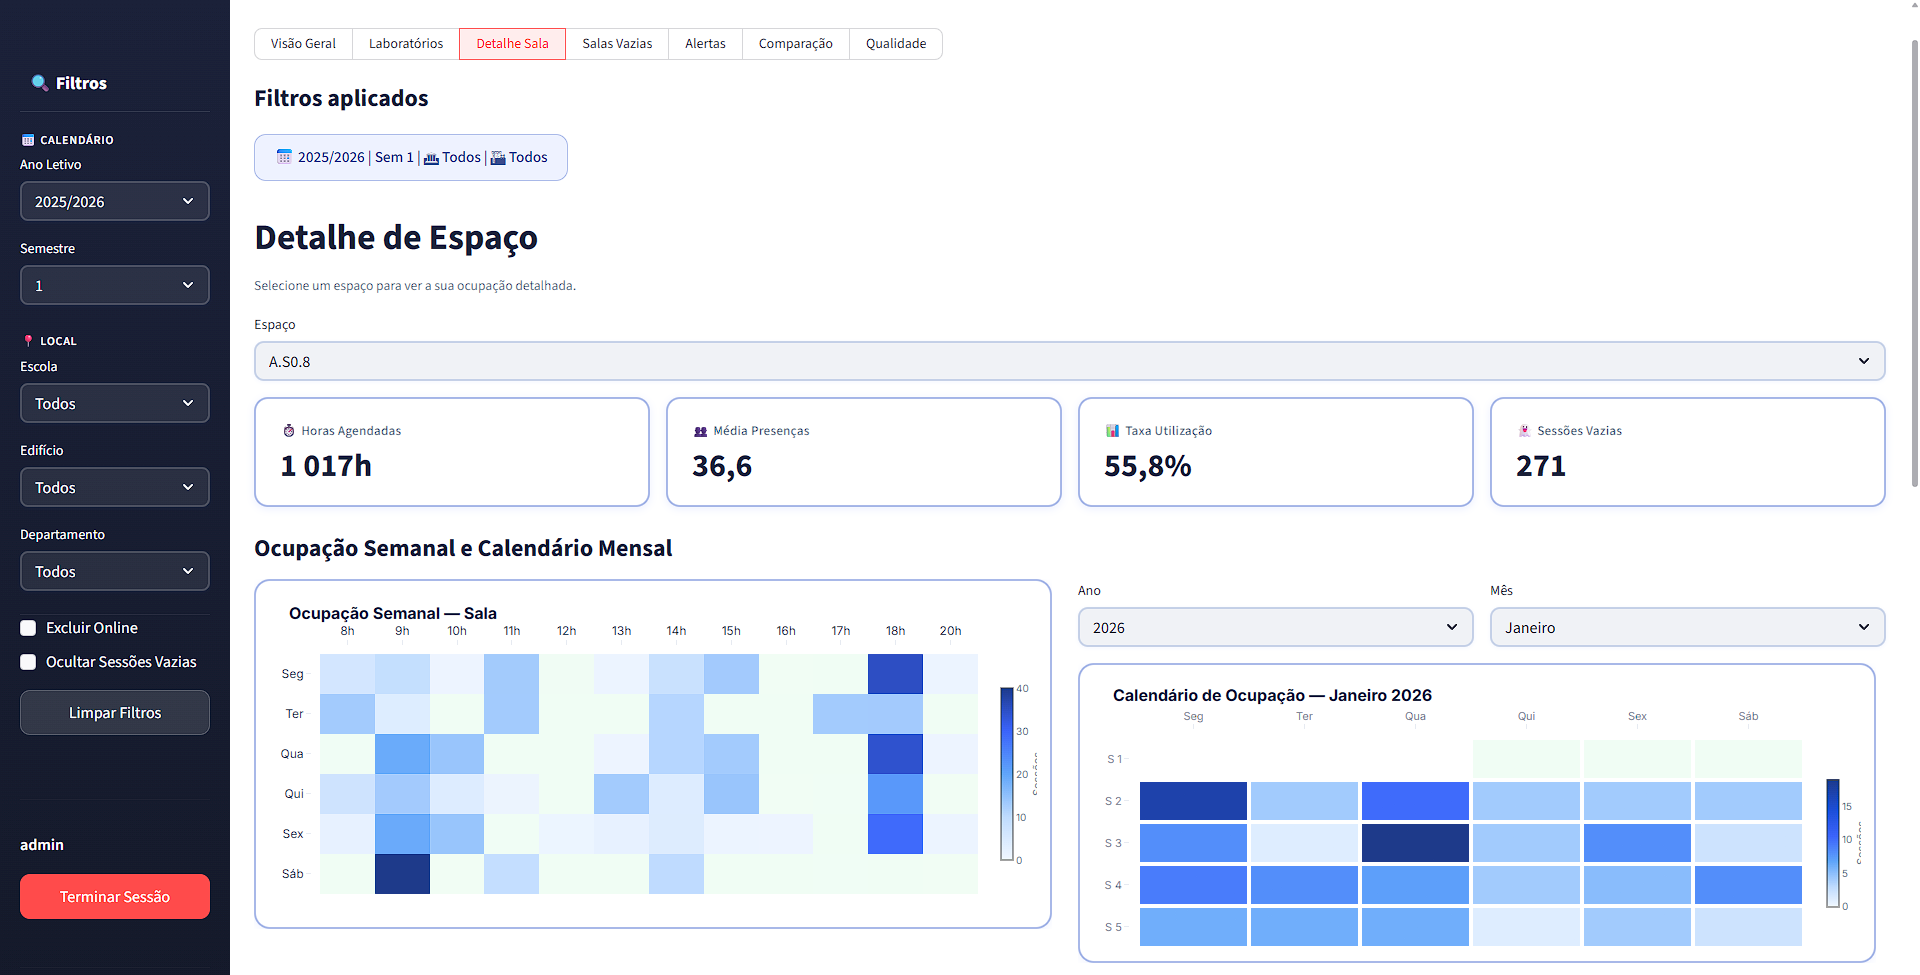 Filtros
CALENDÁRIO
Ano Letivo
2025/2026
Semestre
1
LOCAL
Escola
Todos
Edifício
Todos
Departamento
Todos
Excluir Online
Ocultar Sessões Vazias
Limpar Filtros
admin
Terminar Sessão
Visão Geral Laboratórios Detalhe Sala Salas Vazias Alertas Comparação Qualidade
Filtros aplicados
2025/2026 | Sem 1 | Todos | Todos
Detalhe de Espaço
Selecione um espaço para ver a sua ocupação detalhada.
Espaço
A.S0.8
Horas Agendadas
1 017h
Média Presenças
36,6
Taxa Utilização
55,8%
Sessões Vazias
271
Ocupação Semanal e Calendário Mensal
Ocupação Semanal — Sala
8h 9h 10h 11h 12h 13h 14h 15h 16h 17h 18h 20h
Seg
Ter
Qua
Qui
Sex
Sáb
40
30
20
10
0
Ano
2026
Mês
Janeiro
Calendário de Ocupação — Janeiro 2026
Seg Ter Qua Qui Sex Sáb
S 1
S 2
S 3
S 4
S 5
15
10
5
0